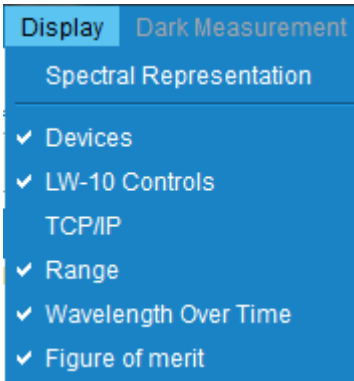 Display Dark Measurement
Spectral Representation
Devices
LW-10 Controls
TCP/IP
Range
Wavelength Over Time
Figure of merit